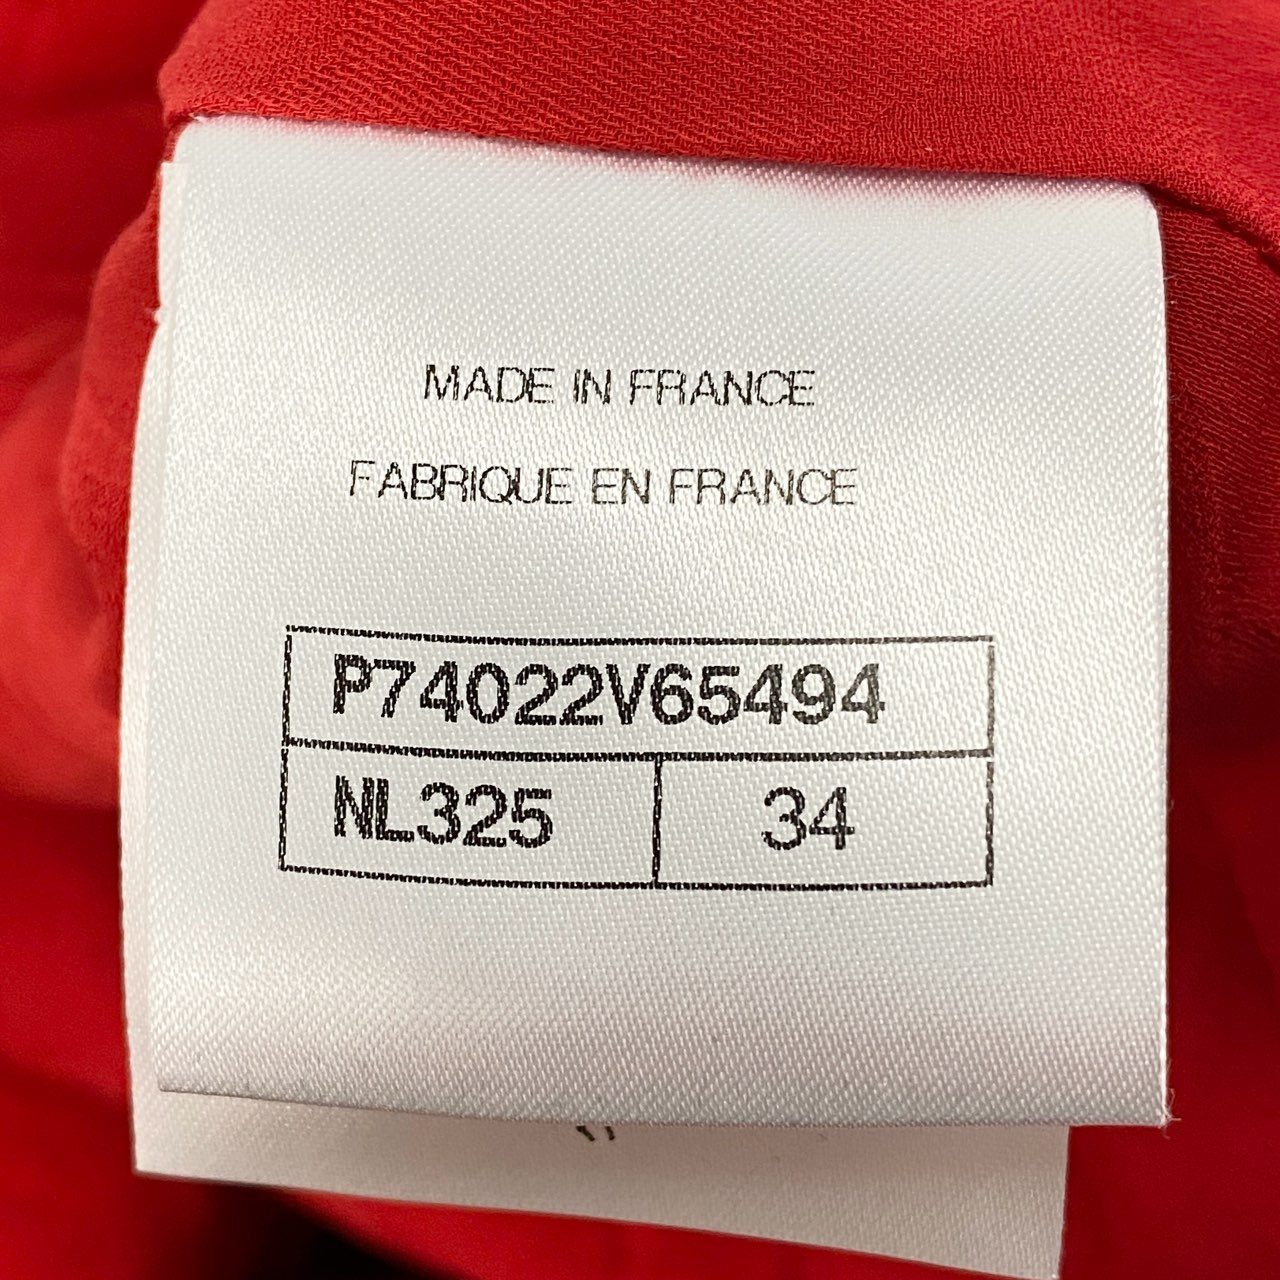 MADE IN FRANCE
FABRIQUE EN FRANCE
P74022V65494
NL325 34